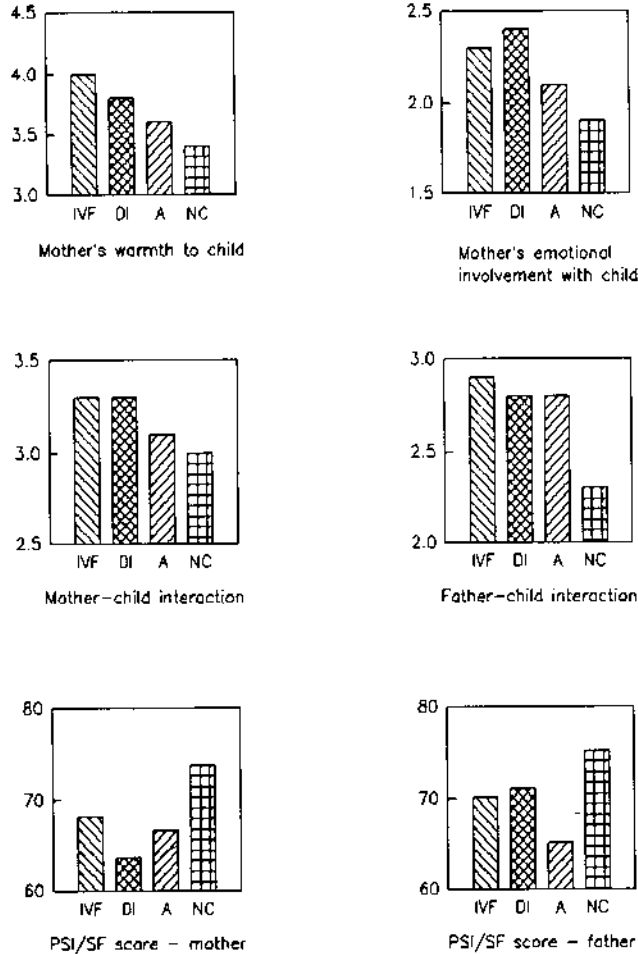 4.5
4.0
3.5
3.0
IVF DI A NC
Mother's warmth to child
2.5
2.0
1.5
IVF DI A NC
Mother's emotional
involvement with child
3.5
3.0
2.5
IVF DI A NC
Mother-child interaction
3.0
2.5
2.0
IVF DI A NC
Father-child interaction
80
70
60
IVF DI A NC
PSI/SF score - mother
80
70
60
IVF DI A NC
PSI/SF score - father